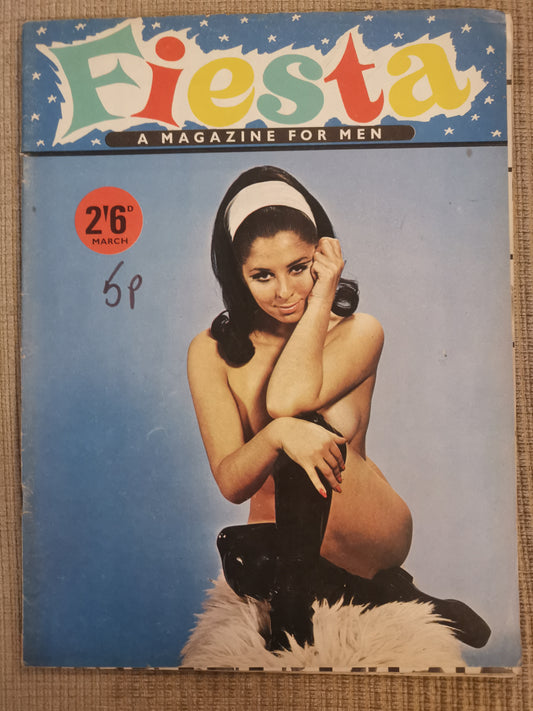 Fiesta
A MAGAZINE FOR MEN
2'6D
MARCH
5p